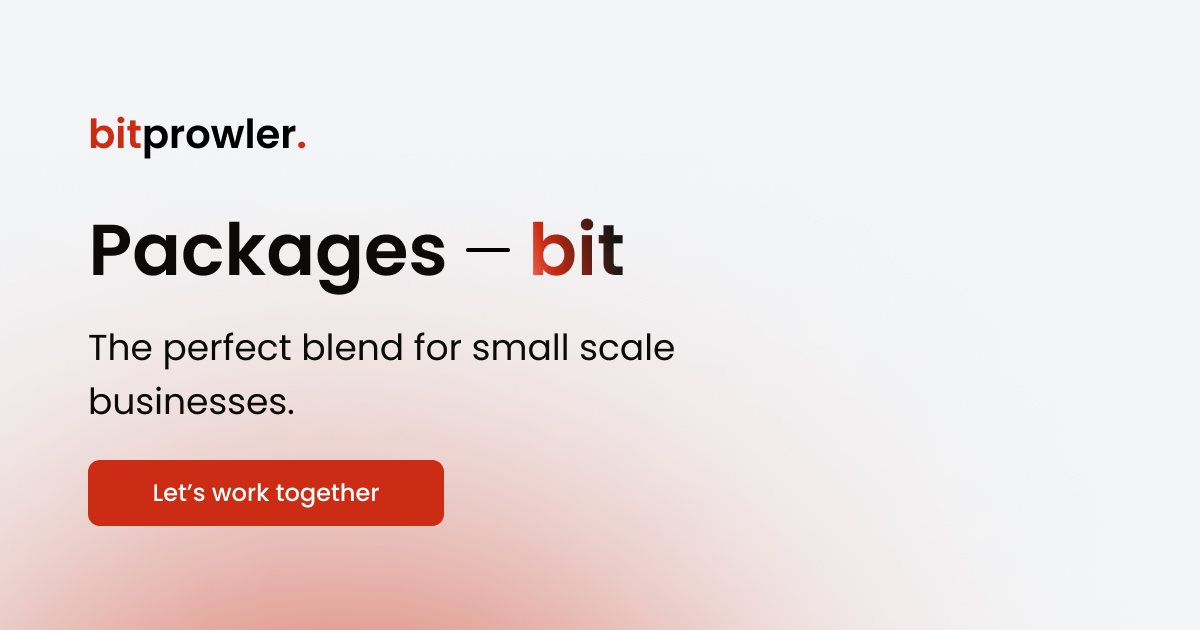 bitprowler.
Packages — bit
The perfect blend for small scale
businesses.
Let’s work together